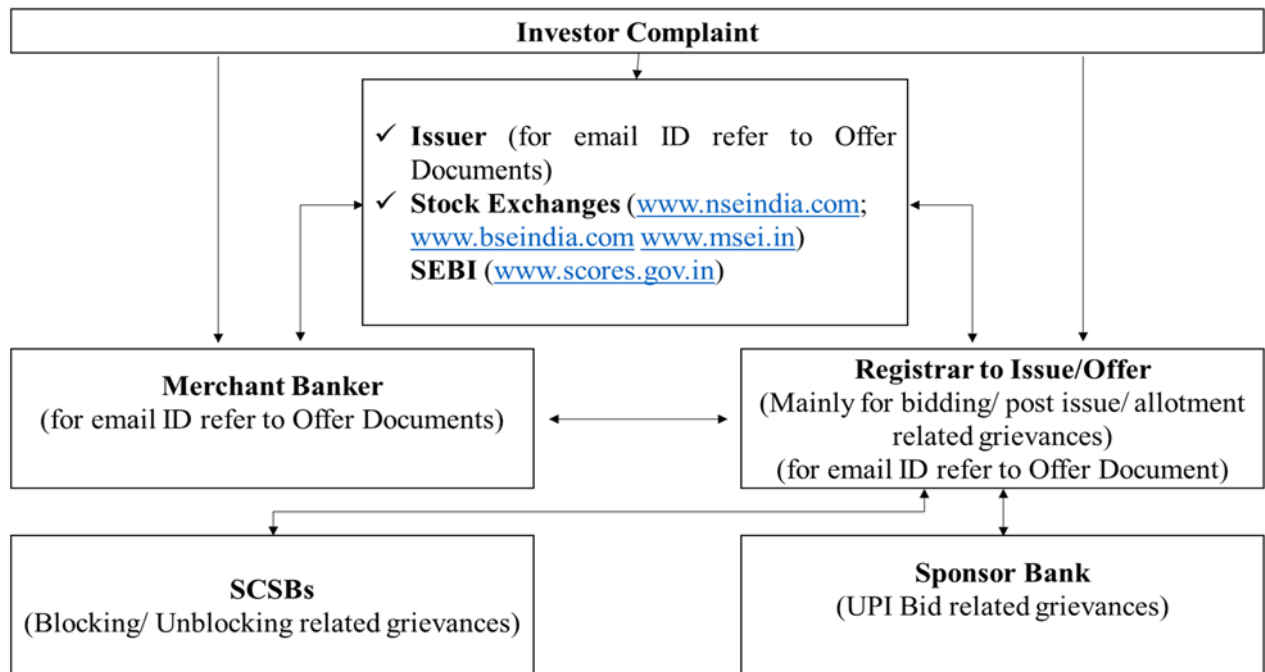 Investor Complaint
✓ Issuer (for email ID refer to Offer
Documents)
✓ Stock Exchanges (www.nseindia.com;
www.bseindia.com www.msei.in)
SEBI (www.scores.gov.in)
Merchant Banker
(for email ID refer to Offer Documents)
Registrar to Issue/Offer
(Mainly for bidding/ post issue/ allotment
related grievances)
(for email ID refer to Offer Document)
SCSBs
(Blocking/ Unblocking related grievances)
Sponsor Bank
(UPI Bid related grievances)